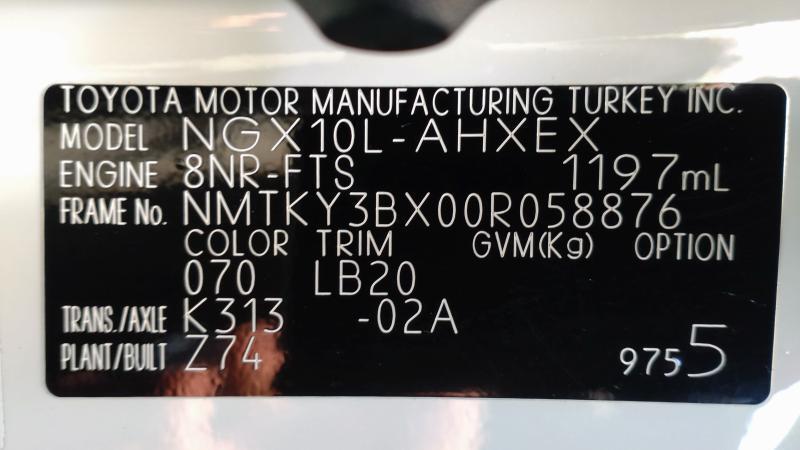 TOYOTA MOTOR MANUFACTURING TURKEY INC.
MODEL NGX10L-AHXEX
ENGINE 8NR-FTS 1197mL
FRAME No. NMTKY3BX00R058876
COLOR TRIM GVM(Kg) OPTION
070 LB20
TRANS./AXLE K313 -02A
PLANT/BUILT Z74 9755